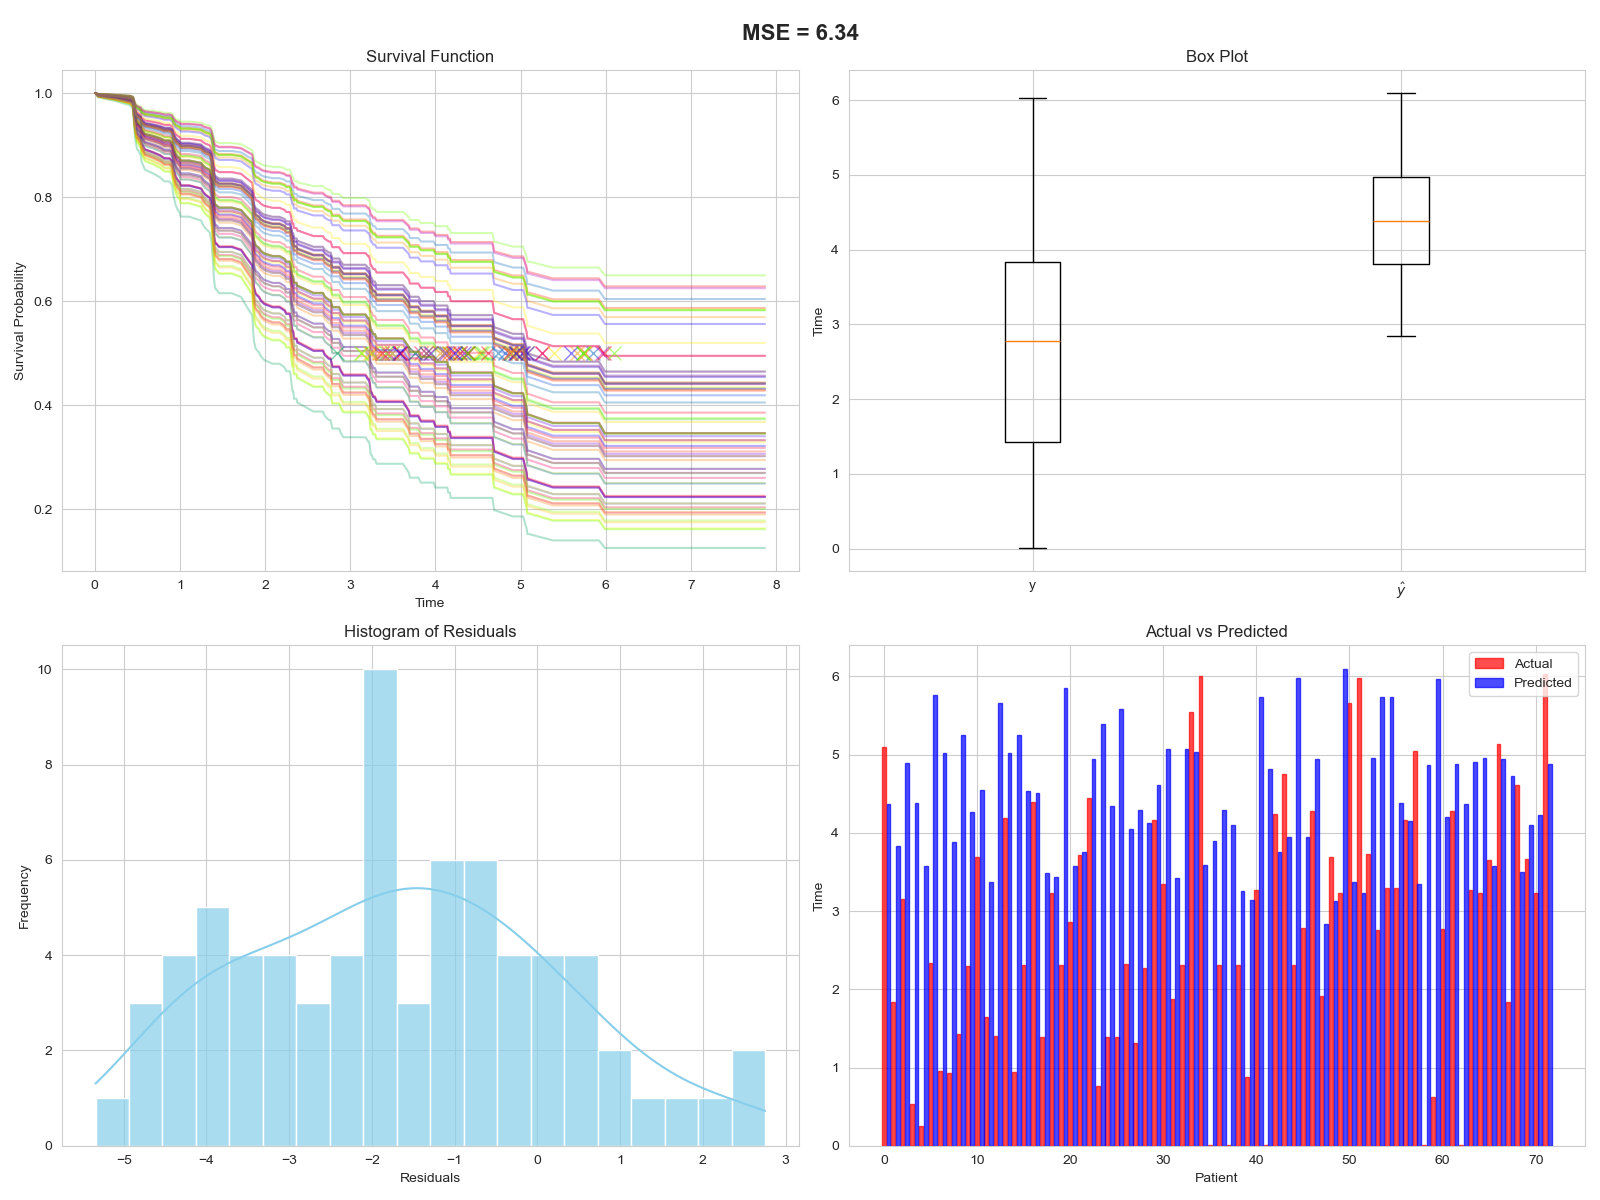 MSE = 6.34
Survival Function
1.0
0.8
0.6
0.4
0.2
Survival Probability
0 1 2 3 4 5 6 7 8
Time
Box Plot
6
5
4
3
2
1
0
Time
y ŷ
Histogram of Residuals
10
8
6
4
2
0
Frequency
−5 −4 −3 −2 −1 0 1 2 3
Residuals
Actual vs Predicted
Actual
Predicted
6
5
4
3
2
1
0
Time
0 10 20 30 40 50 60 70
Patient